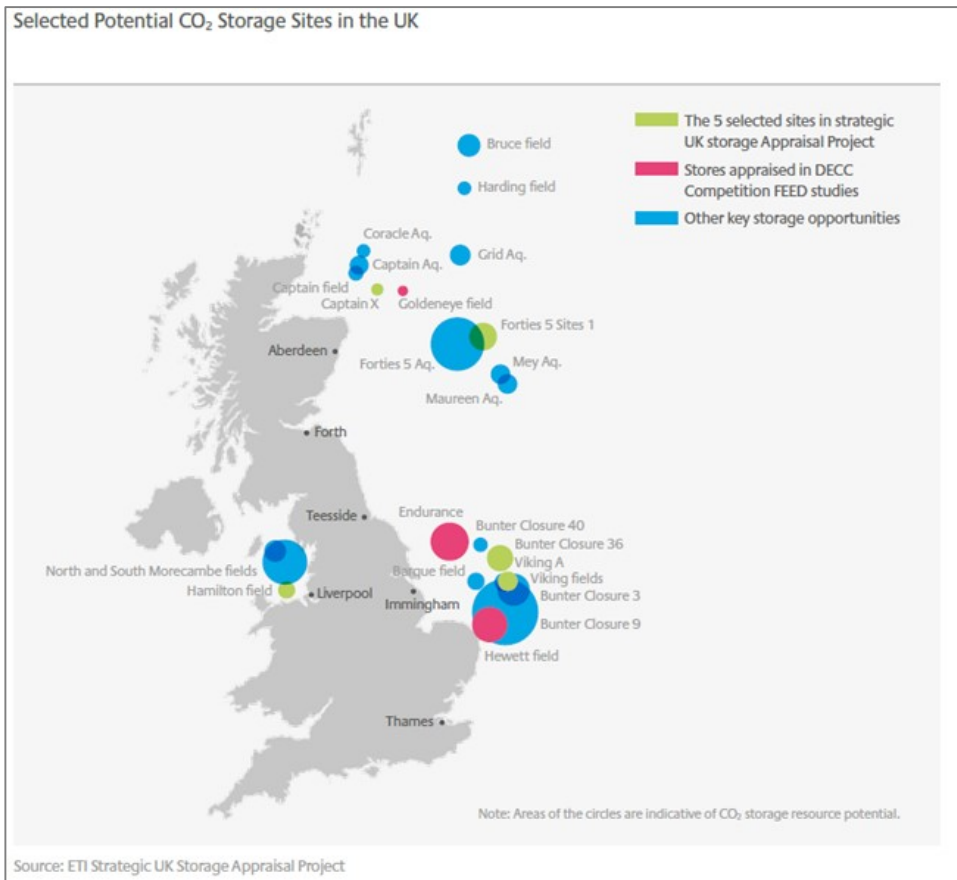 Selected Potential CO₂ Storage Sites in the UK
The 5 selected sites in strategic
UK storage Appraisal Project
Stores appraised in DECC
Competition FEED studies
Other key storage opportunities
Bruce field
Harding field
Coracle Aq.
Grid Aq.
Captain Aq.
Captain field
Captain X
Goldeneye field
Forties 5 Sites 1
Aberdeen
Forties 5 Aq.
Mey Aq.
Maureen Aq.
Forth
Teesside
Endurance
Bunter Closure 40
Bunter Closure 36
Viking A
North and South Morecambe fields
Barque field
Viking fields
Hamilton field
Liverpool
Immingham
Bunter Closure 3
Bunter Closure 9
Hewett field
Thames
Note: Areas of the circles are indicative of CO₂ storage resource potential.
Source: ETI Strategic UK Storage Appraisal Project